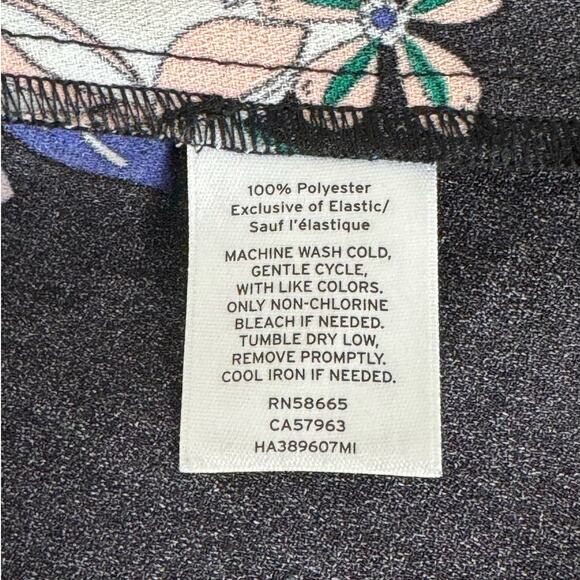 100% Polyester
Exclusive of Elastic/
Sauf l'élastique
MACHINE WASH COLD,
GENTLE CYCLE,
WITH LIKE COLORS.
ONLY NON-CHLORINE
BLEACH IF NEEDED.
TUMBLE DRY LOW,
REMOVE PROMPTLY.
COOL IRON IF NEEDED.
RN58665
CA57963
HA389607MI